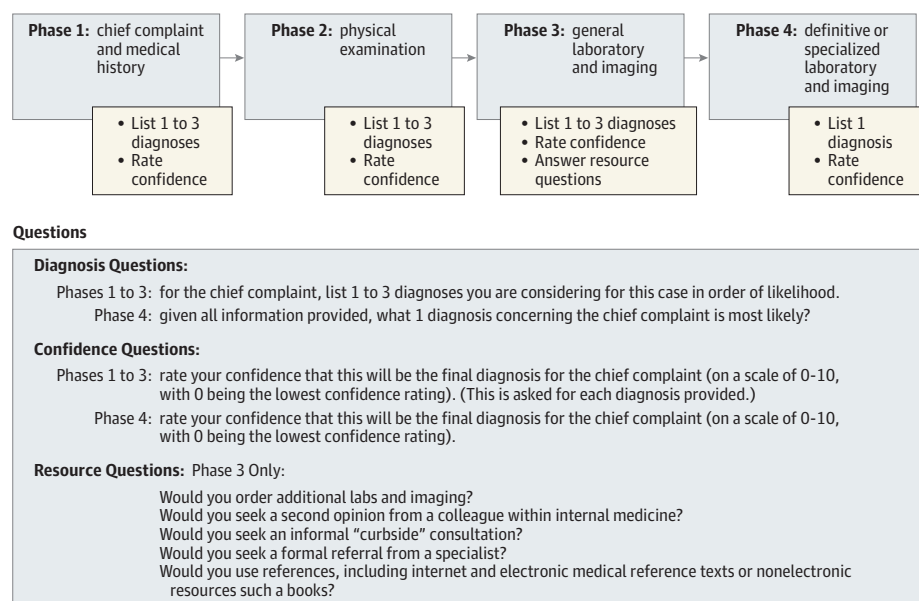 Phase 1: chief complaint
and medical
history
• List 1 to 3
diagnoses
• Rate
confidence
Phase 2: physical
examination
• List 1 to 3
diagnoses
• Rate
confidence
Phase 3: general
laboratory
and imaging
• List 1 to 3 diagnoses
• Rate confidence
• Answer resource
questions
Phase 4: definitive or
specialized
laboratory
and imaging
• List 1
diagnosis
• Rate
confidence
Questions
Diagnosis Questions:
Phases 1 to 3: for the chief complaint, list 1 to 3 diagnoses you are considering for this case in order of likelihood.
Phase 4: given all information provided, what 1 diagnosis concerning the chief complaint is most likely?
Confidence Questions:
Phases 1 to 3: rate your confidence that this will be the final diagnosis for the chief complaint (on a scale of 0-10,
with 0 being the lowest confidence rating). (This is asked for each diagnosis provided.)
Phase 4: rate your confidence that this will be the final diagnosis for the chief complaint (on a scale of 0-10,
with 0 being the lowest confidence rating).
Resource Questions: Phase 3 Only:
Would you order additional labs and imaging?
Would you seek a second opinion from a colleague within internal medicine?
Would you seek an informal “curbside” consultation?
Would you seek a formal referral from a specialist?
Would you use references, including internet and electronic medical reference texts or nonelectronic
resources such a books?